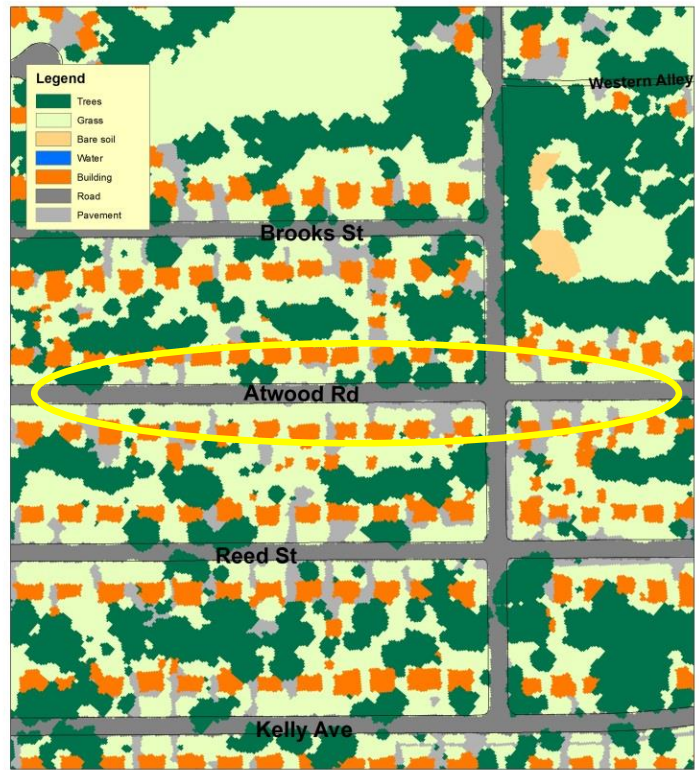 Legend
Trees
Grass
Bare soil
Water
Building
Road
Pavement
Western Alley
Brooks St
Atwood Rd
Reed St
Kelly Ave